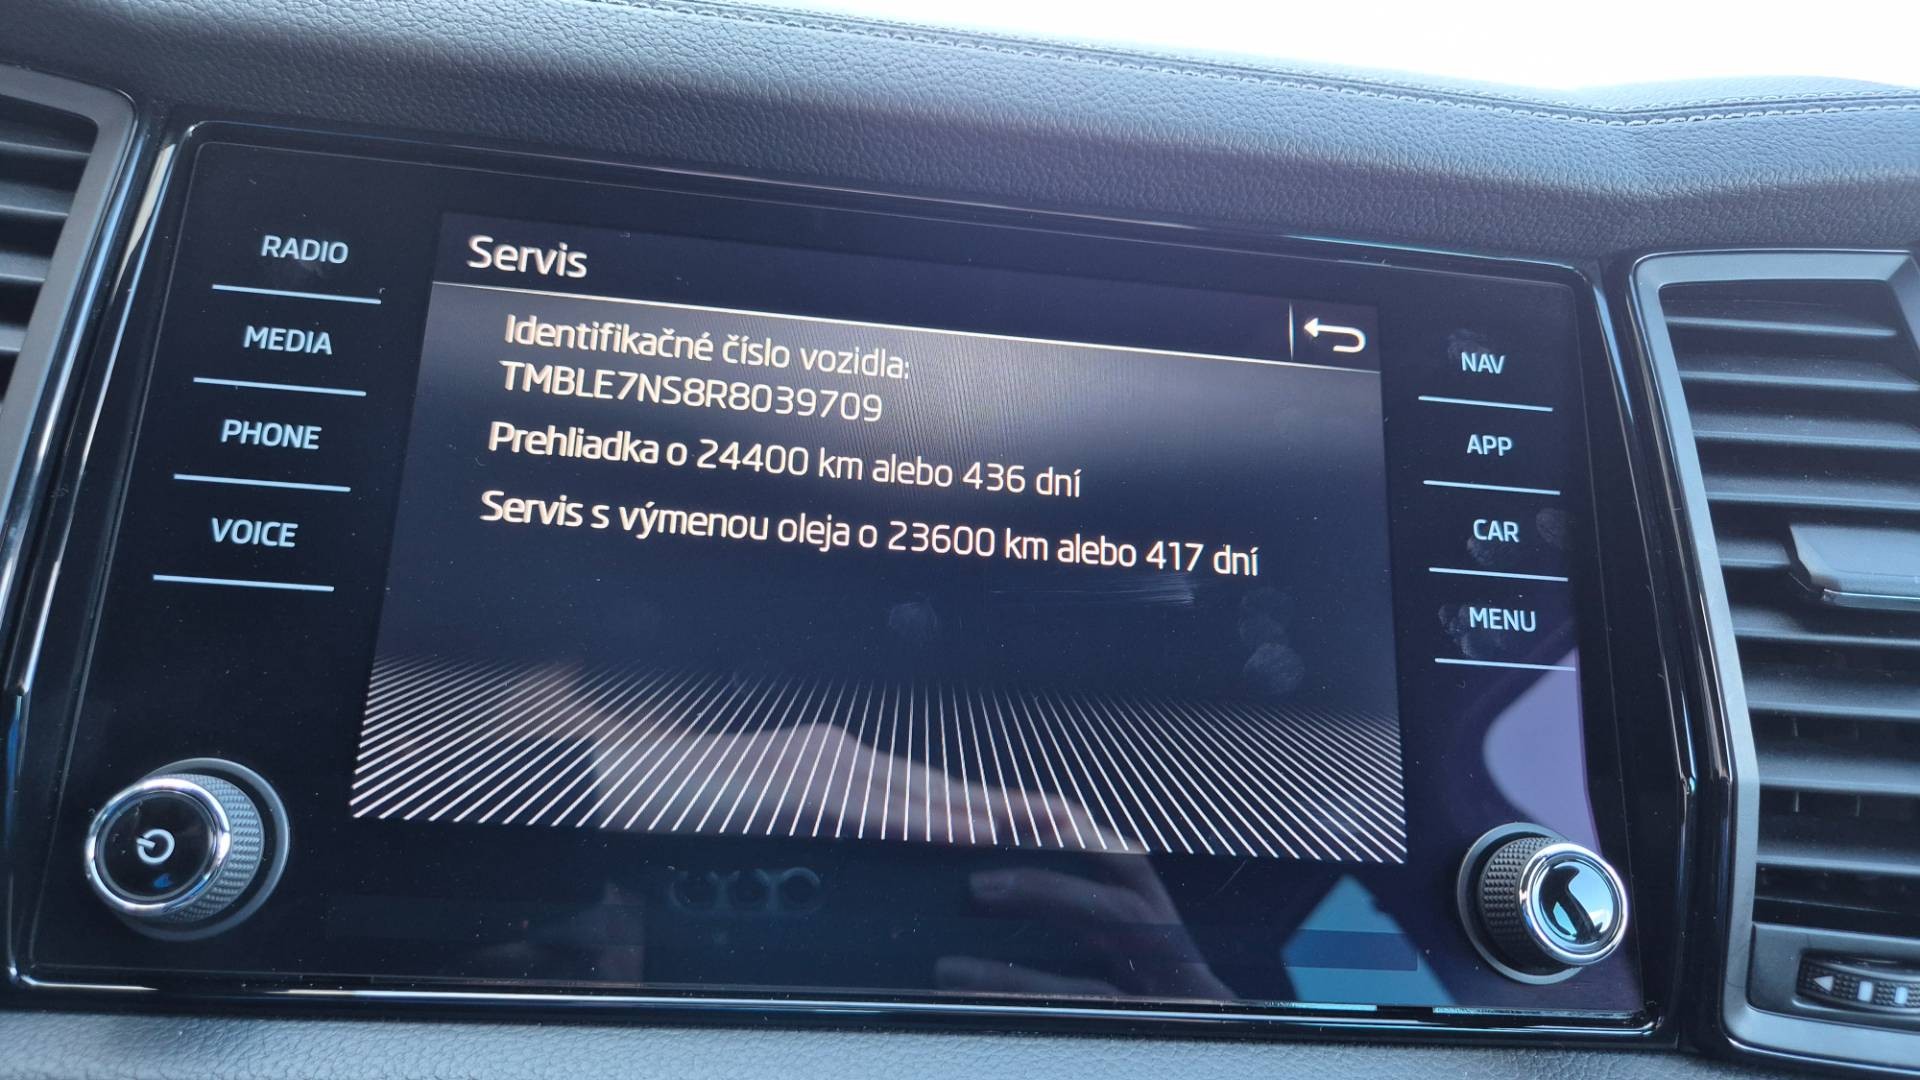 Servis
RADIO
MEDIA
PHONE
VOICE
Identifikačné číslo vozidla:
TMBLE7NS8R8039709
Prehliadka o 24400 km alebo 436 dní
Servis s výmenou oleja o 23600 km alebo 417 dní
NAV
APP
CAR
MENU